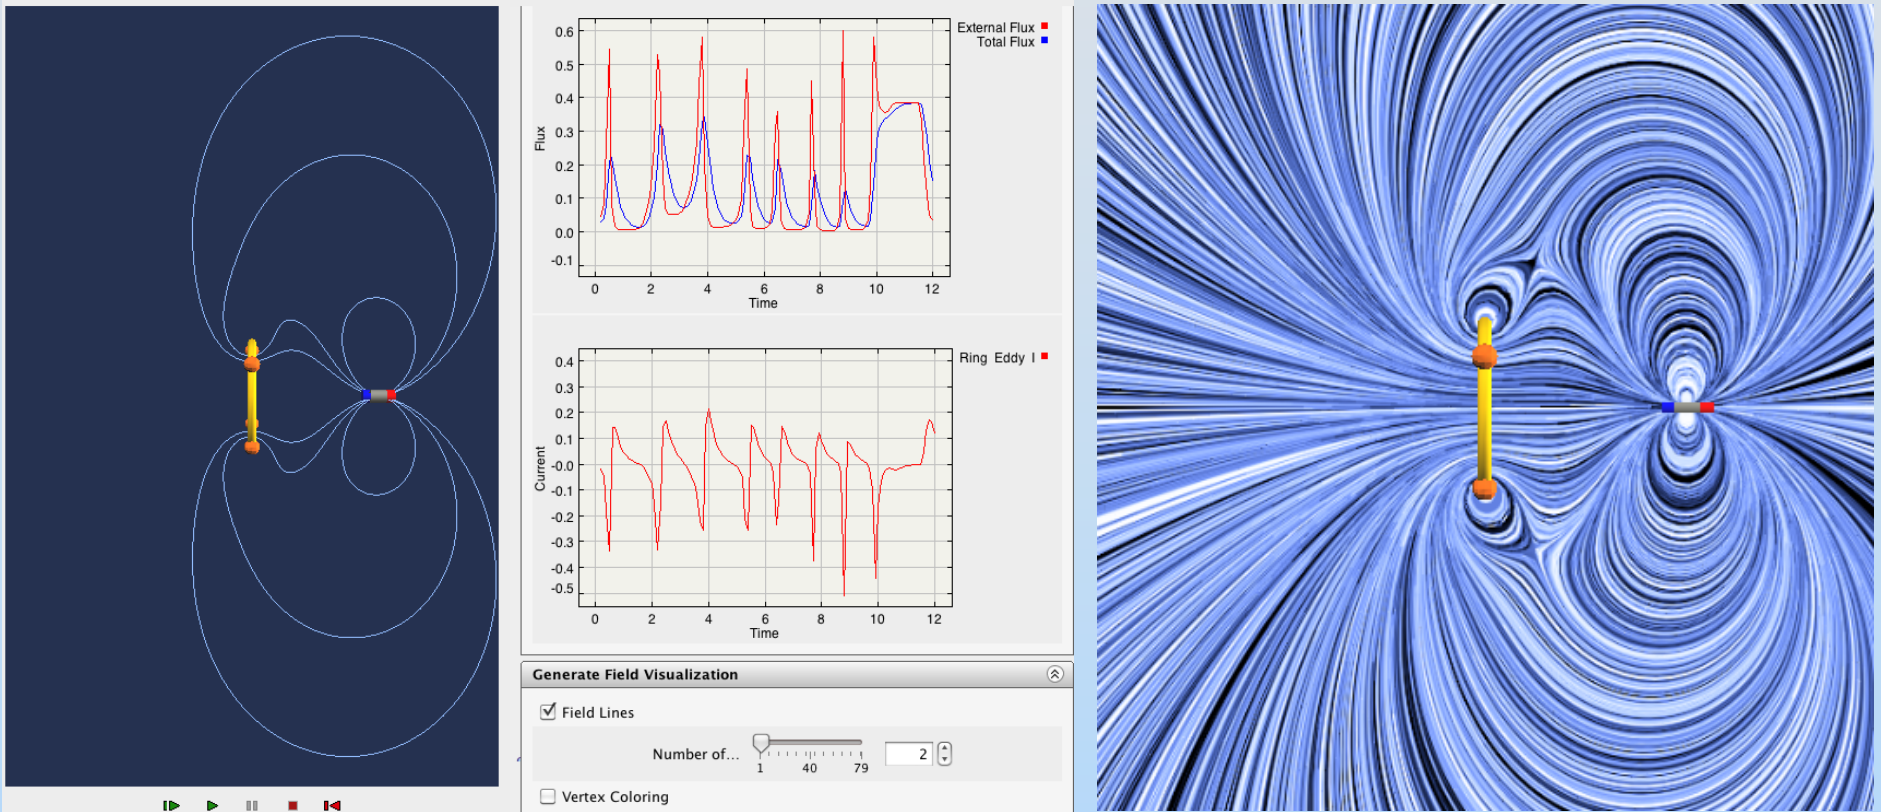 External Flux
Total Flux
0.6
0.5
0.4
0.3
0.2
0.1
0.0
-0.1
Flux
0 2 4 6 8 10 12
Time
Ring Eddy I
0.4
0.3
0.2
0.1
-0.0
-0.1
-0.2
-0.3
-0.4
-0.5
Current
0 2 4 6 8 10 12
Time
Generate Field Visualization
Field Lines
Number of... 2
1 40 79
Vertex Coloring